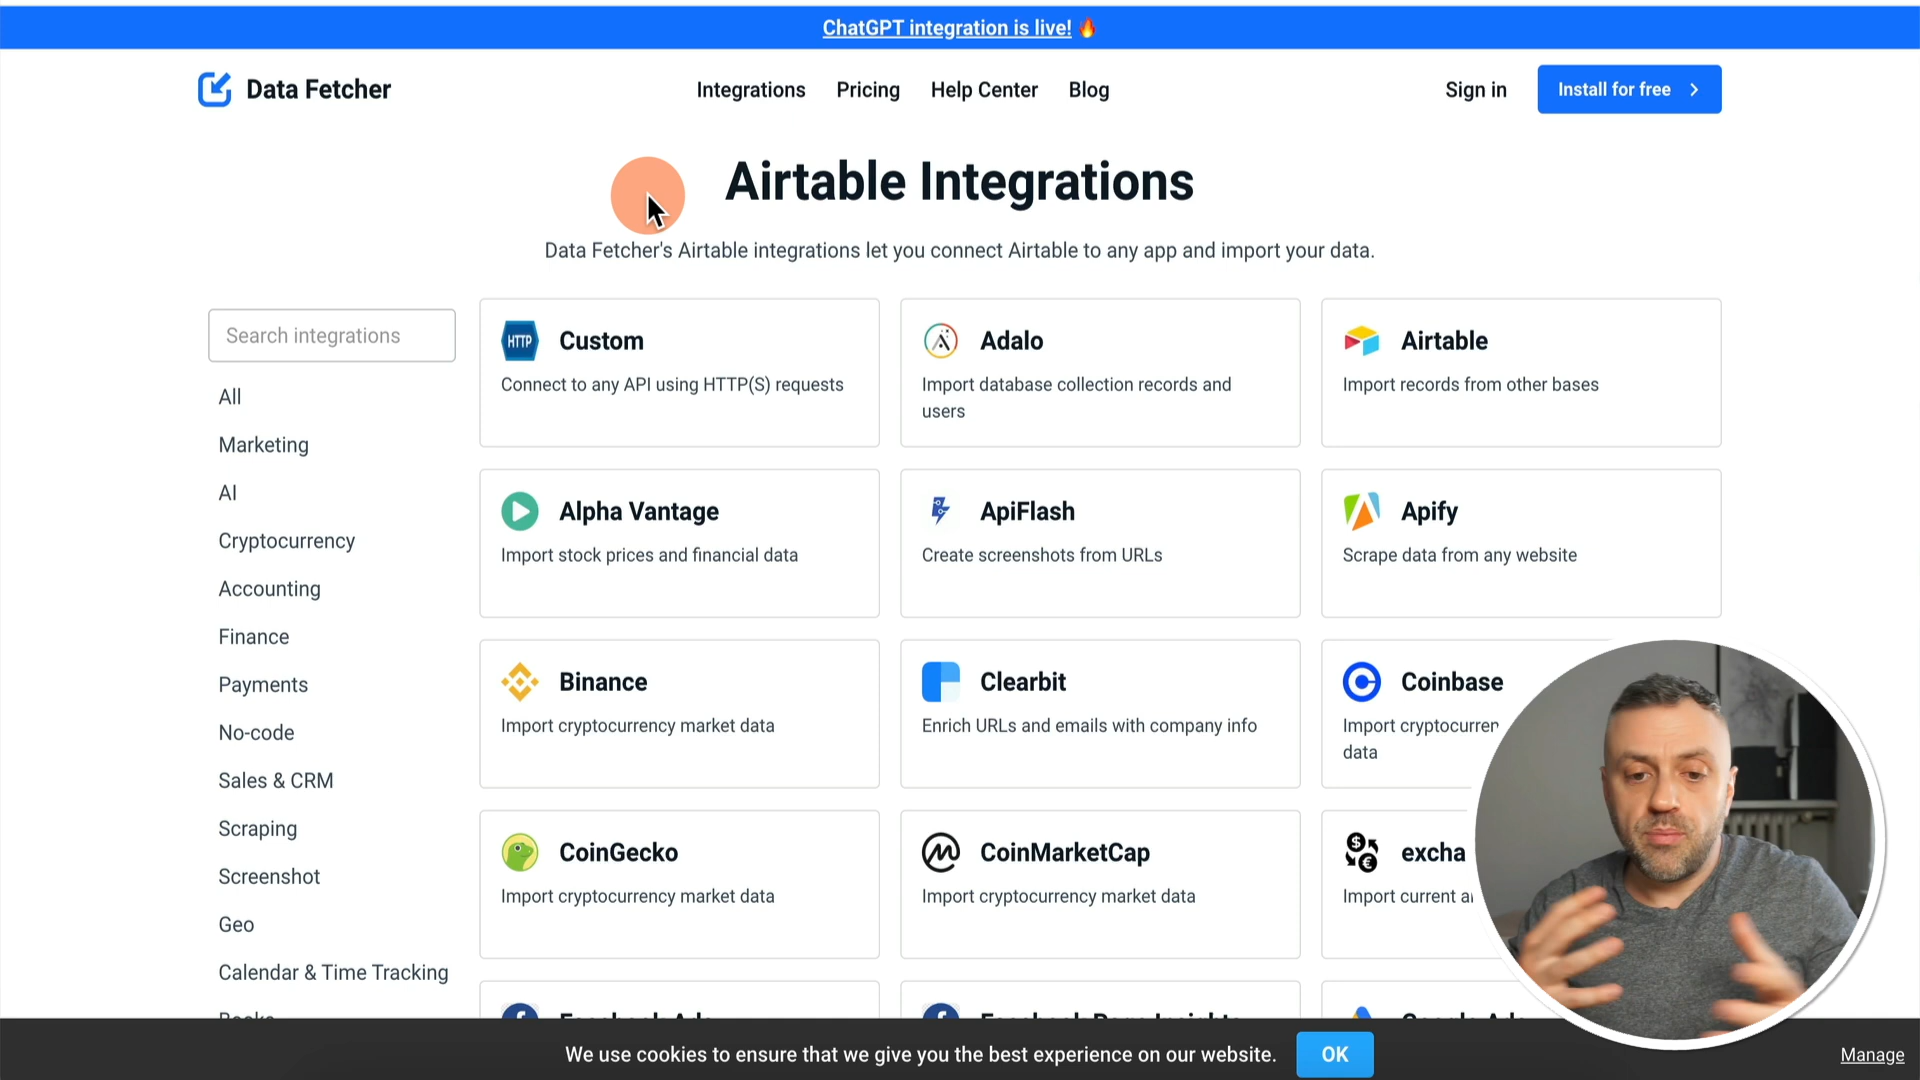 ChatGPT integration is live! 🔥
Data Fetcher
Integrations
Pricing
Help Center
Blog
Sign in
Install for free
Airtable Integrations
Data Fetcher's Airtable integrations let you connect Airtable to any app and import your data.
Search integrations
All
Marketing
AI
Cryptocurrency
Accounting
Finance
Payments
No-code
Sales & CRM
Scraping
Screenshot
Geo
Calendar & Time Tracking
HTTP
Custom
Connect to any API using HTTP(S) requests
Adalo
Import database collection records and
users
Airtable
Import records from other bases
Alpha Vantage
Import stock prices and financial data
ApiFlash
Create screenshots from URLs
Apify
Scrape data from any website
Binance
Import cryptocurrency market data
Clearbit
Enrich URLs and emails with company info
Coinbase
Import cryptocurren
data
CoinGecko
Import cryptocurrency market data
CoinMarketCap
Import cryptocurrency market data
excha
Import current a
We use cookies to ensure that we give you the best experience on our website.
OK
Manage